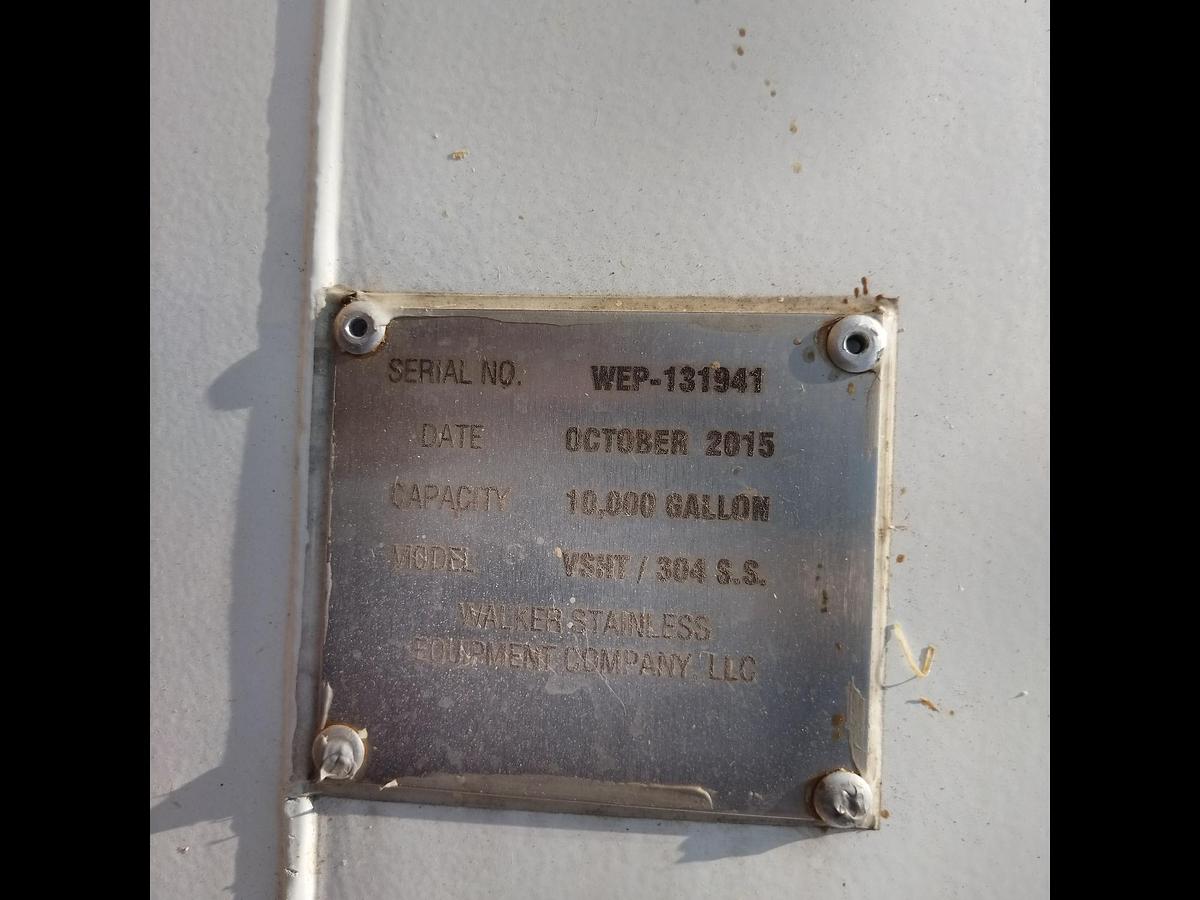 SERIAL NO. WEP-131941
DATE OCTOBER 2015
CAPACITY 10,000 GALLON
MODEL VSHT / 304 S.S.
WALKER STAINLESS
EQUIPMENT COMPANY, LLC